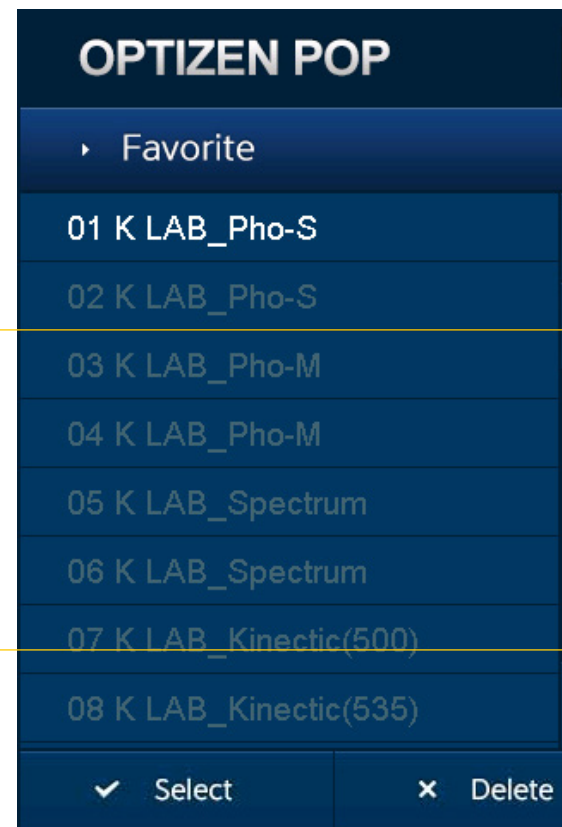 OPTIZEN POP
Favorite
01 K LAB_Pho-S
02 K LAB_Pho-S
03 K LAB_Pho-M
04 K LAB_Pho-M
05 K LAB_Spectrum
06 K LAB_Spectrum
07 K LAB_Kinectic(500)
08 K LAB_Kinectic(535)
Select Delete